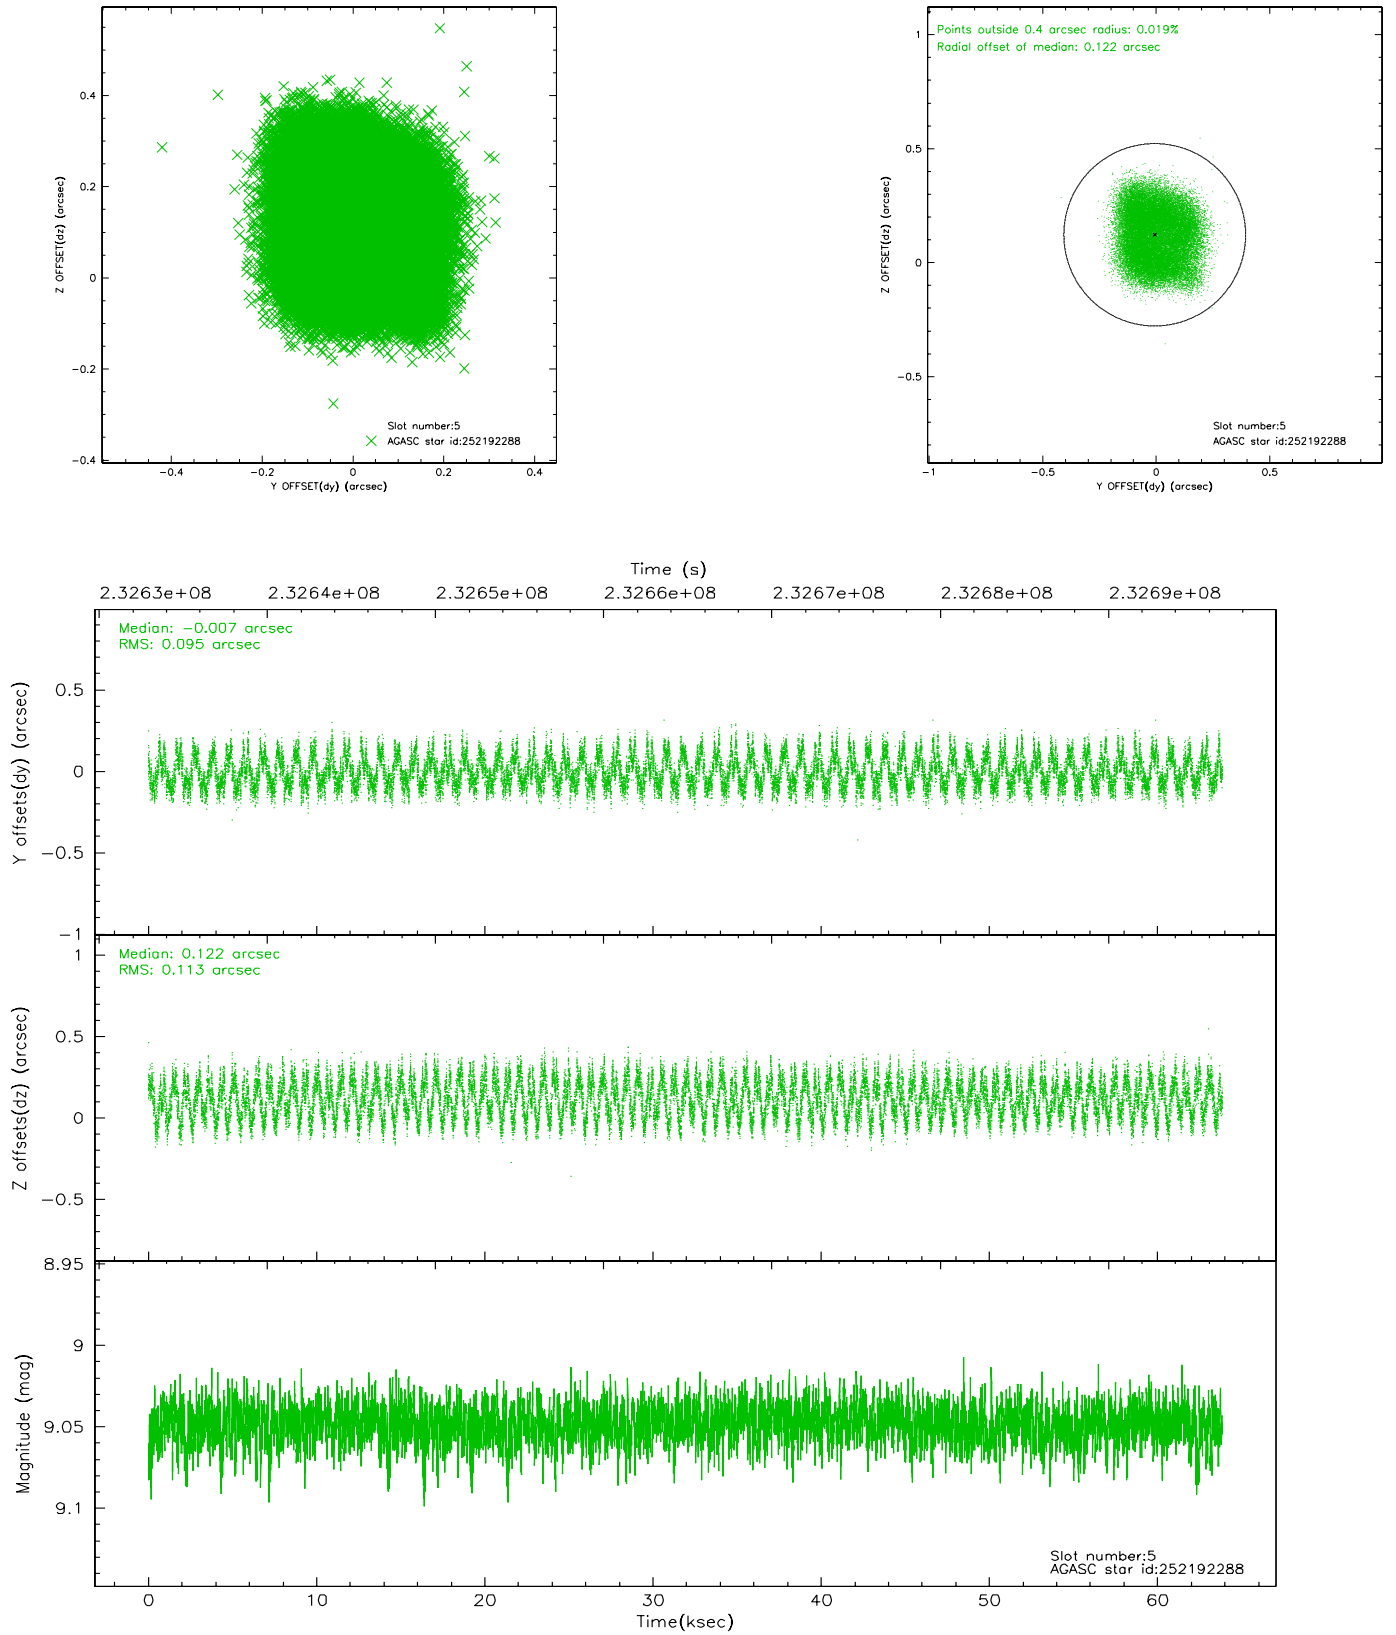 Points outside 0.4 arcsec radius: 0.019%
Radial offset of median: 0.122 arcsec
0.4
0.2
0
−0.2
−0.4
Z OFFSET(dz) (arcsec)
Slot number:5
AGASC star id:252192288
−0.4
−0.2
0
0.2
0.4
Y OFFSET(dy) (arcsec)
1
0.5
0
−0.5
Z OFFSET(dz) (arcsec)
Slot number:5
AGASC star id:252192288
−1
−0.5
0
0.5
Y OFFSET(dy) (arcsec)
Time (s)
2.3263e+08
2.3264e+08
2.3265e+08
2.3266e+08
2.3267e+08
2.3268e+08
2.3269e+08
Median: −0.007 arcsec
RMS: 0.095 arcsec
0.5
0
−0.5
−1
Y offsets(dy) (arcsec)
Median: 0.122 arcsec
RMS: 0.113 arcsec
1
0.5
0
−0.5
Z offsets(dz) (arcsec)
8.95
9
9.05
9.1
Magnitude (mag)
Slot number:5
AGASC star id:252192288
0
10
20
30
40
50
60
Time(ksec)